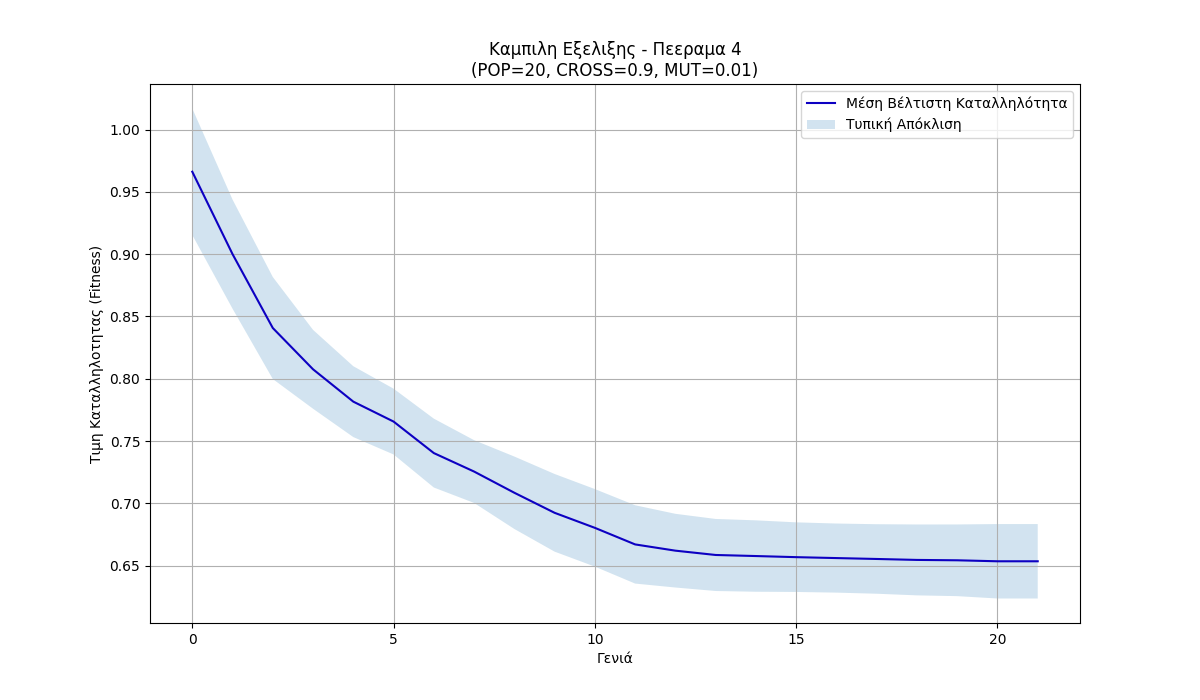 Καμπιλη Εξελιξης - Πεεραμα 4
(POP=20, CROSS=0.9, MUT=0.01)
Μέση Βέλτιστη Καταλληλότητα
Τυπική Απόκλιση
Τιμη Καταλληλοτητας (Fitness)
1.00
0.95
0.90
0.85
0.80
0.75
0.70
0.65
0
5
10
15
20
Γενιά